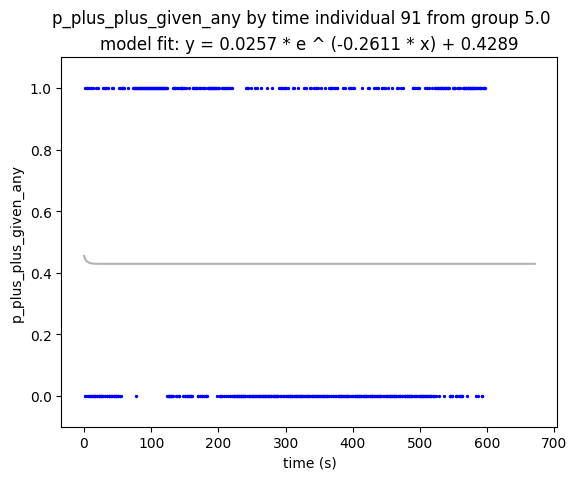 p_plus_plus_given_any by time individual 91 from group 5.0
model fit: y = 0.0257 * e ^ (-0.2611 * x) + 0.4289
1.0
0.8
0.6
0.4
0.2
0.0
p_plus_plus_given_any
0 100 200 300 400 500 600 700
time (s)